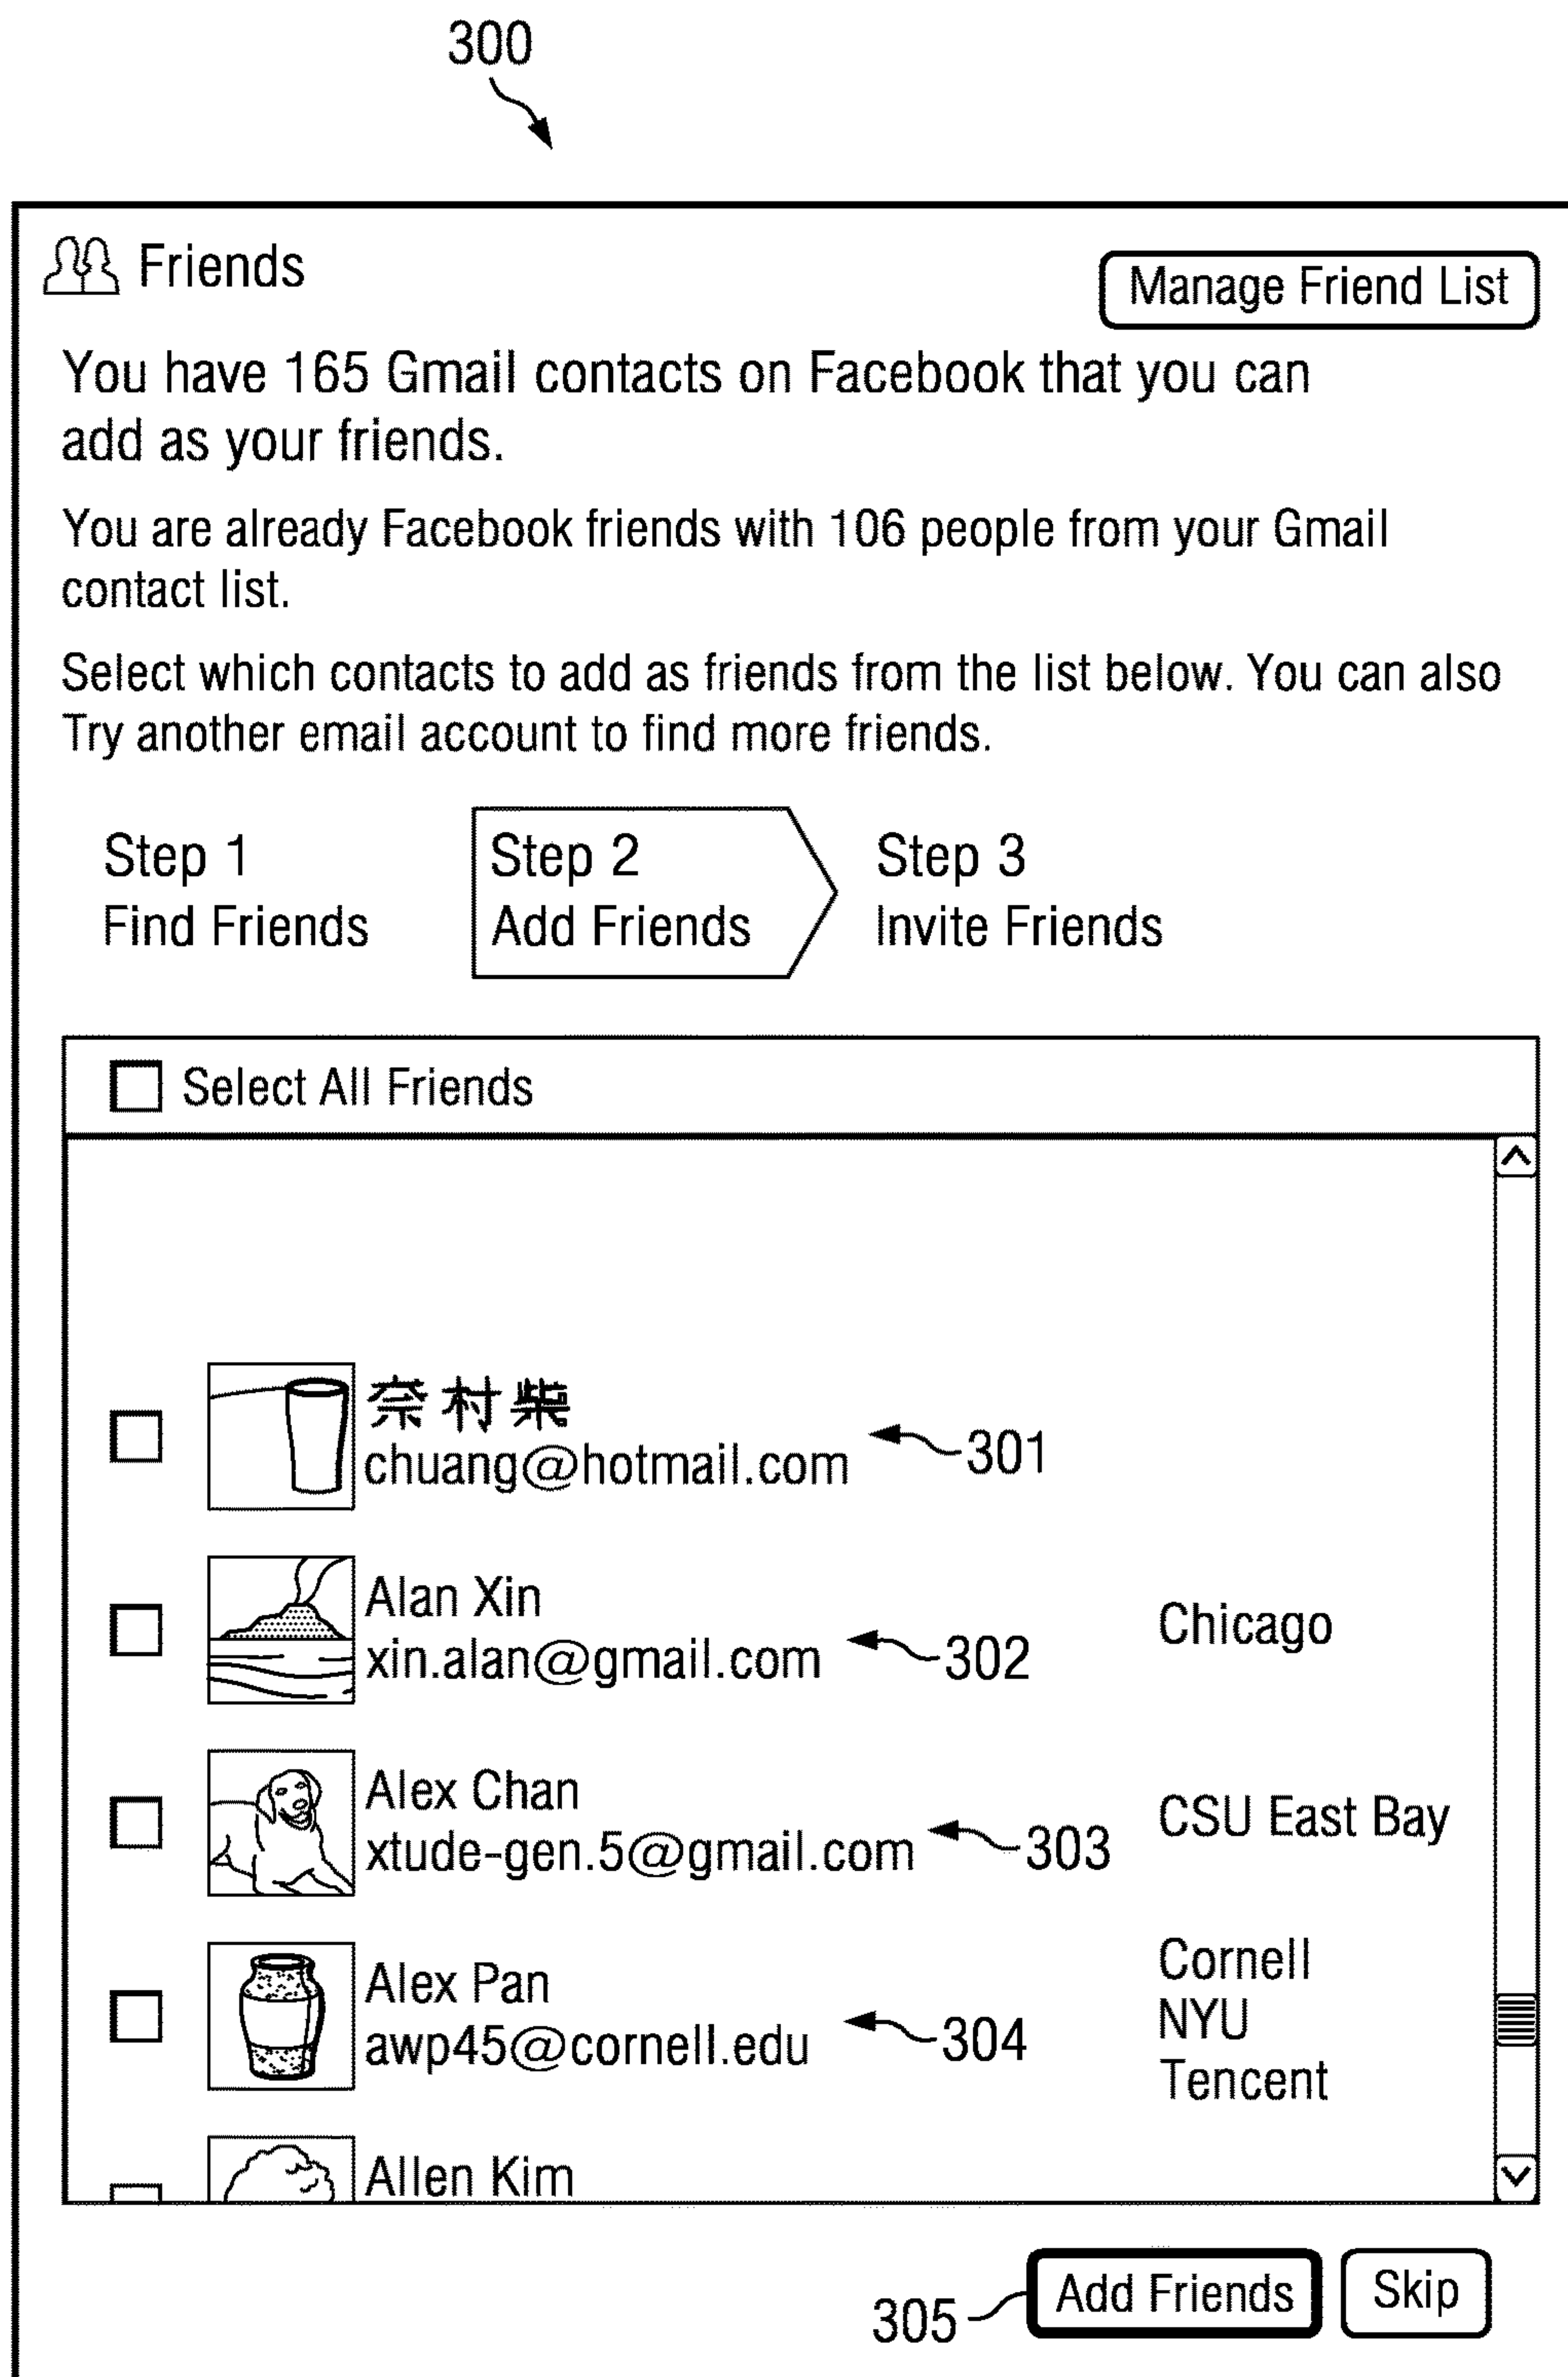 300
Friends
Manage Friend List
You have 165 Gmail contacts on Facebook that you can
add as your friends.
You are already Facebook friends with 106 people from your Gmail
contact list.
Select which contacts to add as friends from the list below. You can also
Try another email account to find more friends.
Step 1
Find Friends
Step 2
Add Friends
Step 3
Invite Friends
Select All Friends
奈村柴
chuang@hotmail.com
301
Alan Xin
xin.alan@gmail.com
302
Chicago
Alex Chan
xtude-gen.5@gmail.com
303
CSU East Bay
Alex Pan
awp45@cornell.edu
304
Cornell
NYU
Tencent
Allen Kim
305
Add Friends
Skip